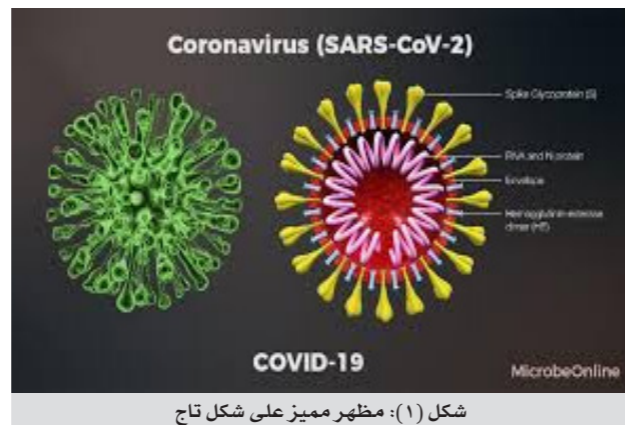 Coronavirus (SARS-CoV-2)
Spike Glycoprotein (S)
RNA and N protein
Envelope
Hemagglutinin-esterase
dimer (HE)
COVID-19
MicrobeOnline
شكل (١): مظهر مميز على شكل تاج